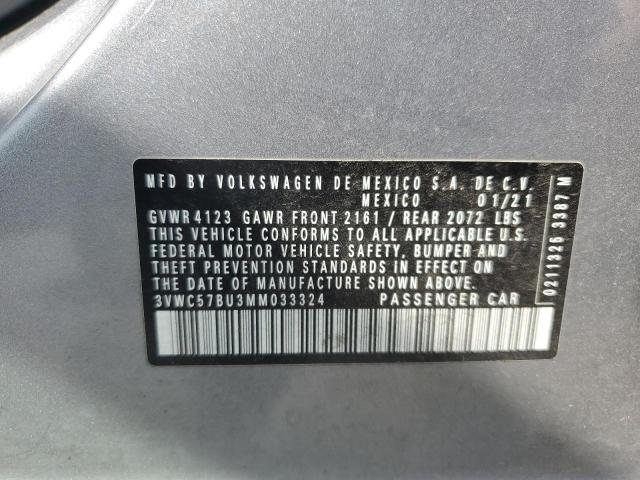 MFD BY VOLKSWAGEN DE MEXICO S.A. DE C.V.
MEXICO 01/21
GVWR 4123 GAWR FRONT 2161 / REAR 2072 LBS
THIS VEHICLE CONFORMS TO ALL APPLICABLE U.S.
FEDERAL MOTOR VEHICLE SAFETY, BUMPER AND
THEFT PREVENTION STANDARDS IN EFFECT ON
THE DATE OF MANUFACTURE SHOWN ABOVE.
3VWC57BU3MM033324 PASSENGER CAR
0211326 3387 M